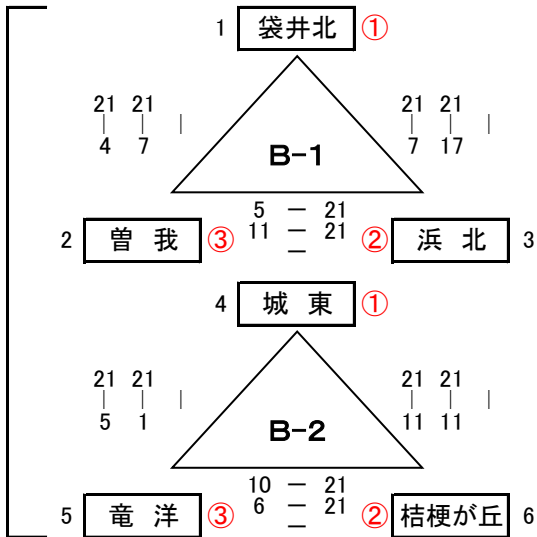 1 袋井北 ①
21 21 21 21
| | | | | |
4 7 7 17
B-1
5 － 21
2 曽 我 ③ 11 － 21 ② 浜 北 3
－
4 城 東 ①
21 21 21 21
| | | | | |
5 1 11 11
B-2
10 － 21
5 竜 洋 ③ 6 － 21 ② 桔梗が丘 6
－